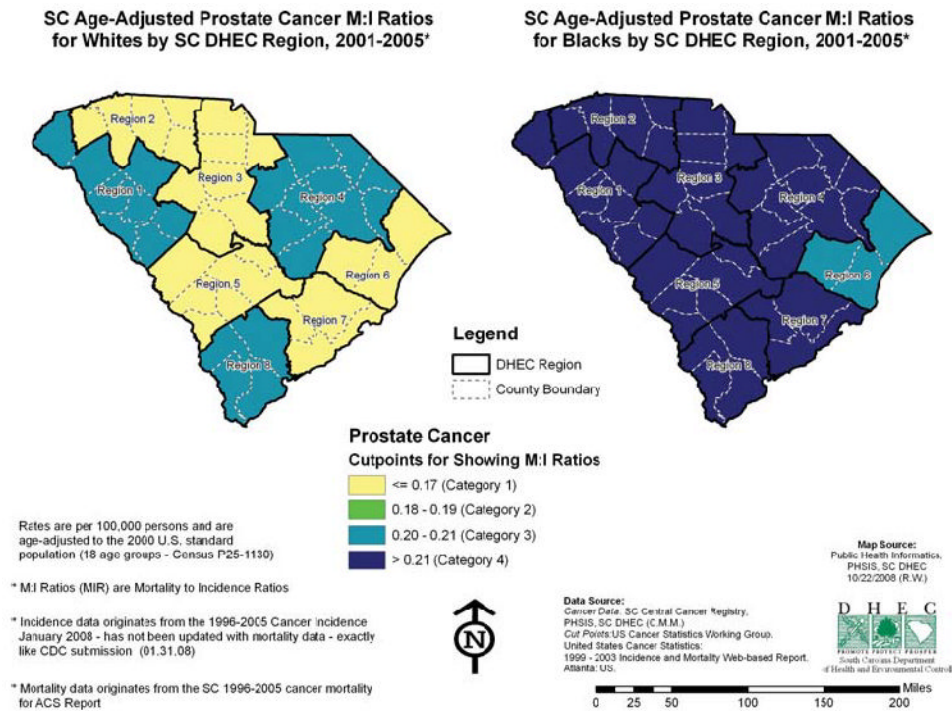 SC Age-Adjusted Prostate Cancer M:I Ratios
for Whites by SC DHEC Region, 2001-2005*
SC Age-Adjusted Prostate Cancer M:I Ratios
for Blacks by SC DHEC Region, 2001-2005*
Region 2
Region 3
Region 1
Region 4
Region 6
Region 5
Region 7
Region 8
Region 2
Region 3
Region 1
Region 4
Region 6
Region 5
Region 7
Region 8
Legend
DHEC Region
County Boundary
Prostate Cancer
Cutpoints for Showing M:I Ratios
<= 0.17 (Category 1)
0.18 - 0.19 (Category 2)
0.20 - 0.21 (Category 3)
> 0.21 (Category 4)
Rates are per 100,000 persons and are
age-adjusted to the 2000 U.S. standard
population (18 age groups - Census P25-1130)
* M:I Ratios (MIR) are Mortality to Incidence Ratios
* Incidence data originates from the 1996-2005 Cancer Incidence
January 2008 - has not been updated with mortality data - exactly
like CDC submission (01.31.08)
* Mortality data originates from the SC 1996-2005 cancer mortality
for ACS Report
N
Data Source:
Cancer Data: SC Central Cancer Registry,
PHSIS, SC DHEC (C.M.M.)
Cut Points:US Cancer Statistics Working Group.
United States Cancer Statistics:
1999 - 2003 Incidence and Mortality Web-based Report.
Atlanta: US.
Map Source:
Public Health Informatics,
PHSIS, SC DHEC
10/22/2008 (R.W.)
D H E C
PROMOTE PROTECT PROSPER
South Carolina Department
of Health and Environmental Control
Miles
0 25 50 100 150 200